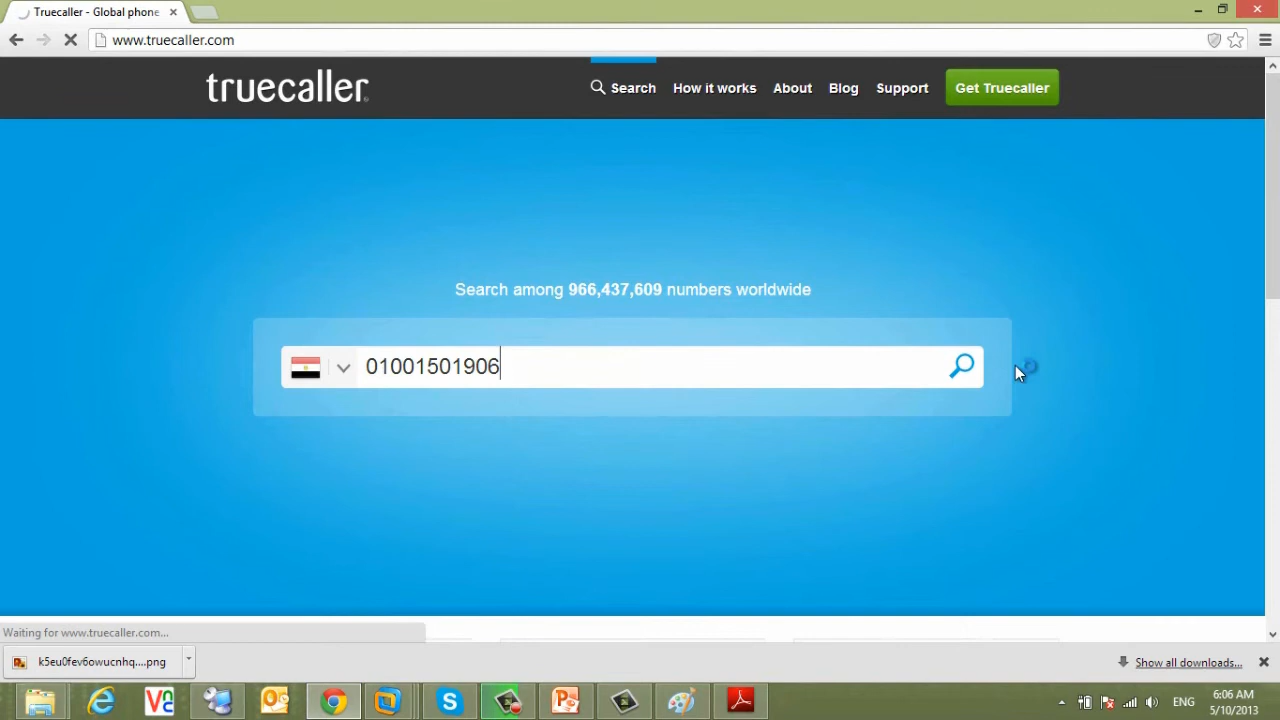 Truecaller - Global phone
www.truecaller.com
truecaller
Search How it works About Blog Support Get Truecaller
Search among 966,437,609 numbers worldwide
01001501906
Waiting for www.truecaller.com...
k5eu0fev6owucnhq....png
Show all downloads...
ENG
6:06 AM
5/10/2013